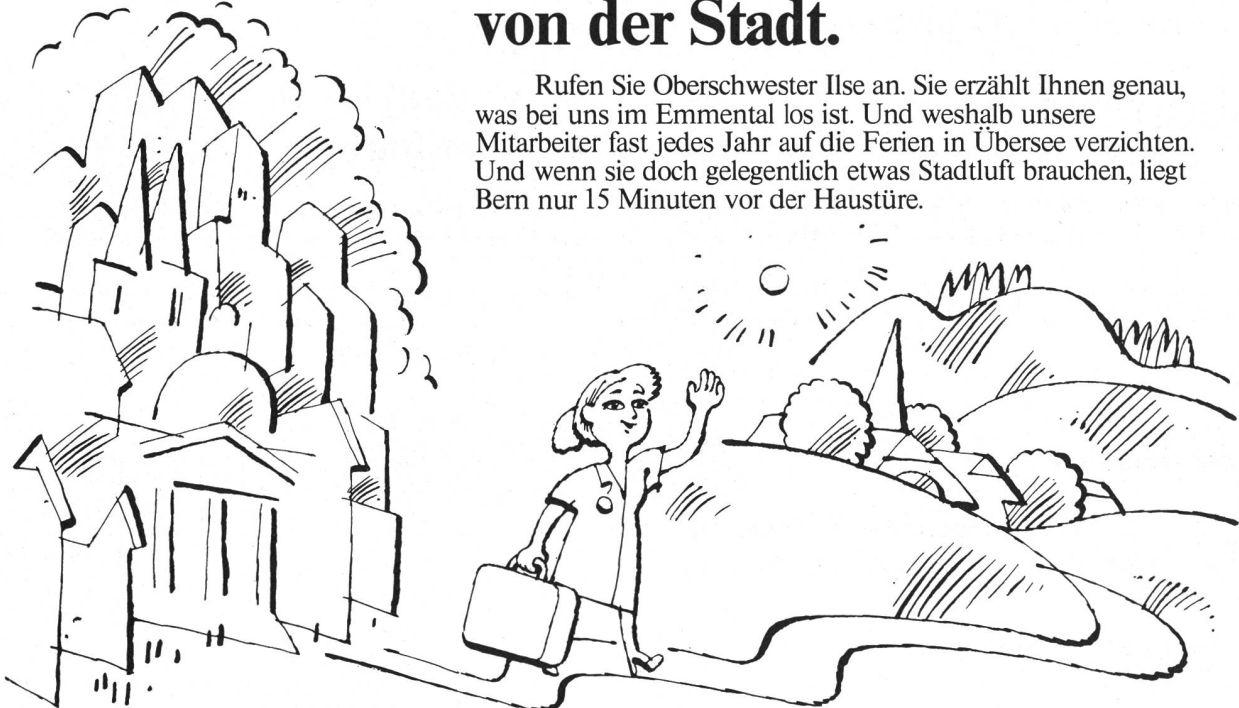 von der Stadt.
Rufen Sie Oberschwester Ilse an. Sie erzählt Ihnen genau,
was bei uns im Emmental los ist. Und weshalb unsere
Mitarbeiter fast jedes Jahr auf die Ferien in Übersee verzichten.
Und wenn sie doch gelegentlich etwas Stadtluft brauchen, liegt
Bern nur 15 Minuten vor der Haustüre.